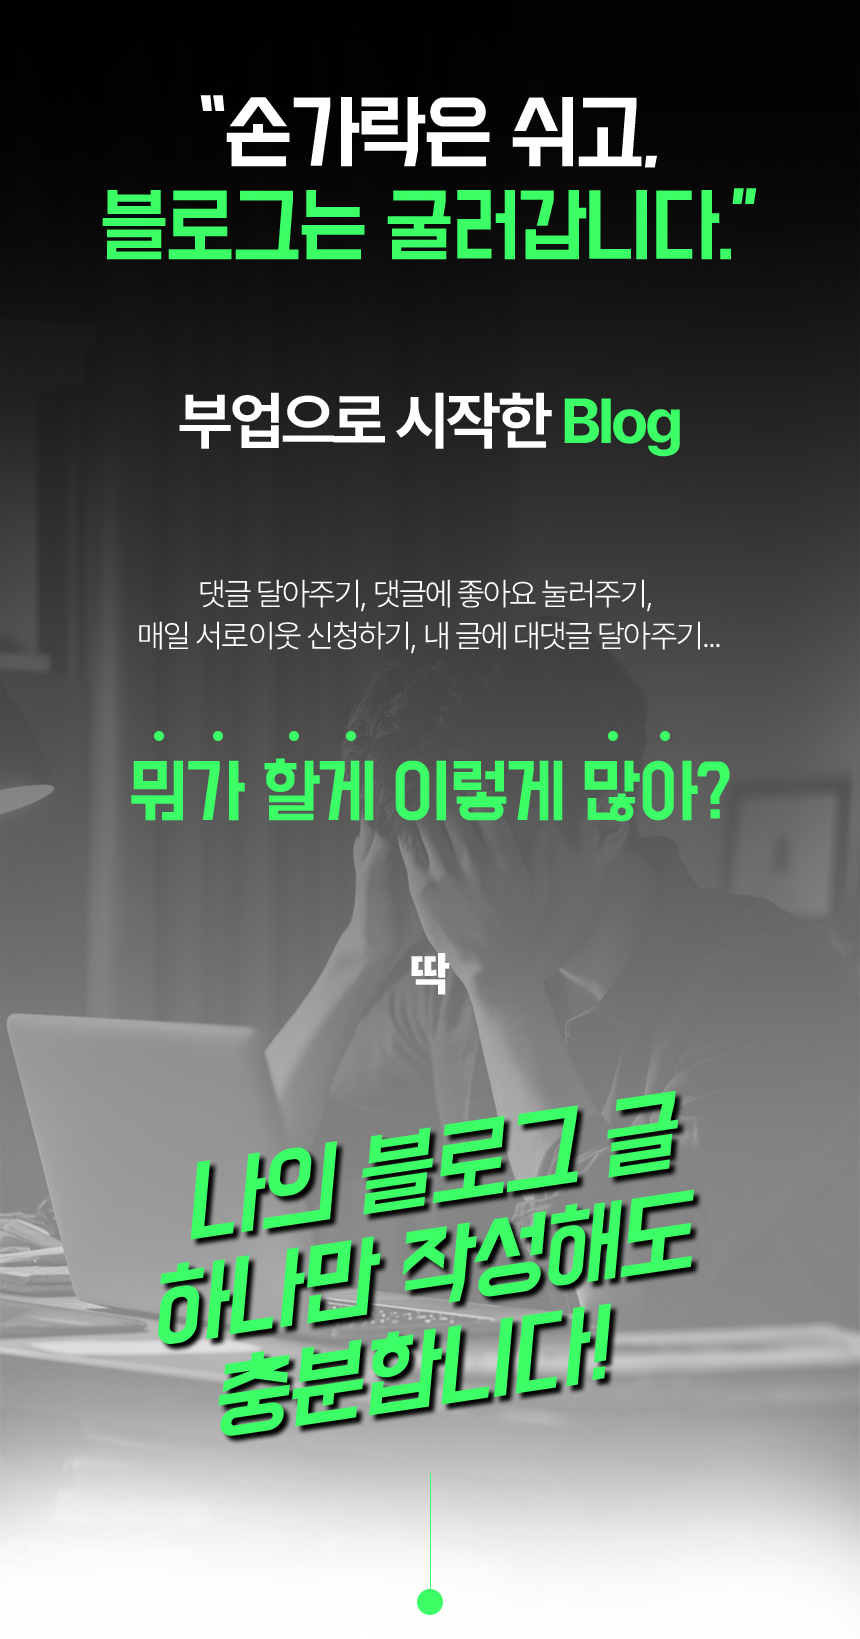 “손가락은 쉬고,
블로그는 굴러갑니다.”
부업으로 시작한 Blog
댓글 달아주기, 댓글에 좋아요 눌러주기,
매일 서로이웃 신청하기, 내 글에 대댓글 달아주기...
뭐가 할게 이렇게 많아?
딱
나의 블로그 글
하나만 작성해도
충분합니다!